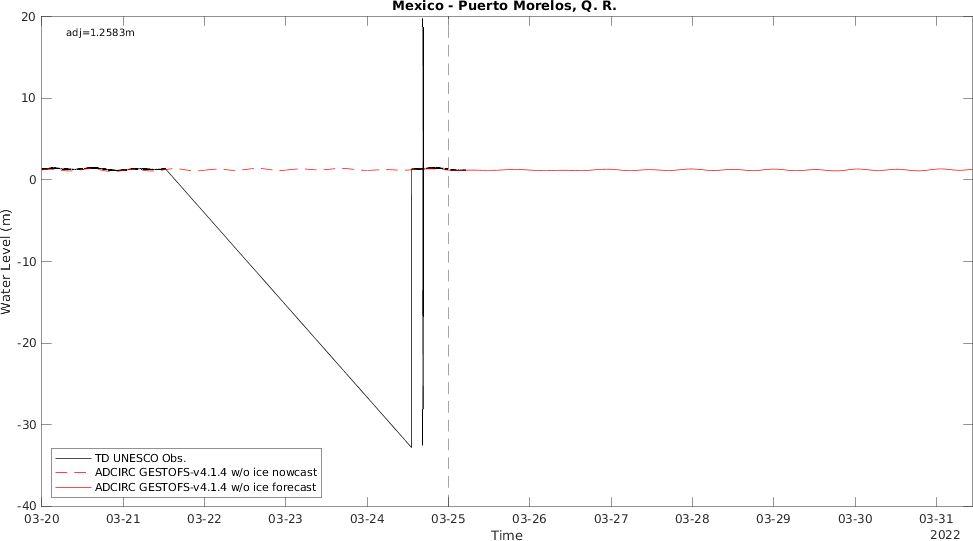 Mexico - Puerto Morelos, Q. R.
adj=1.2583m
20
10
0
-10
-20
-30
-40
Water Level (m)
TD UNESCO Obs.
ADCIRC GESTOFS-v4.1.4 w/o ice nowcast
ADCIRC GESTOFS-v4.1.4 w/o ice forecast
03-20 03-21 03-22 03-23 03-24 03-25 03-26 03-27 03-28 03-29 03-30 03-31
Time
2022